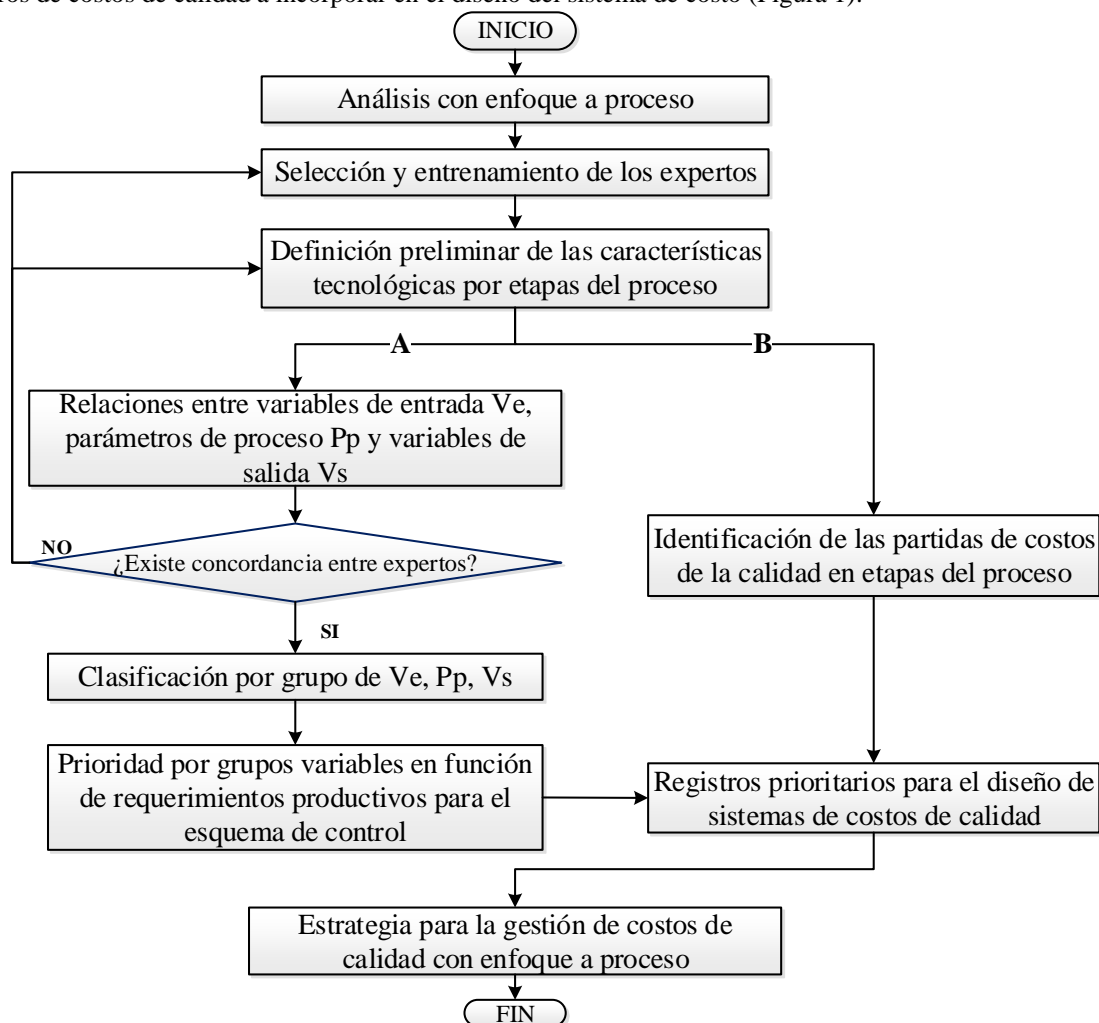 ros de costos de calidad a incorporar en el diseño del sistema de costo (Figura 1).
INICIO
Análisis con enfoque a proceso
Selección y entrenamiento de los expertos
Definición preliminar de las características
tecnológicas por etapas del proceso
A
B
Relaciones entre variables de entrada Ve,
parámetros de proceso Pp y variables de
salida Vs
NO
¿Existe concordancia entre expertos?
SI
Identificación de las partidas de costos
de la calidad en etapas del proceso
Clasificación por grupo de Ve, Pp, Vs
Prioridad por grupos variables en función
de requerimientos productivos para el
esquema de control
Registros prioritarios para el diseño de
sistemas de costos de calidad
Estrategia para la gestión de costos de
calidad con enfoque a proceso
FIN